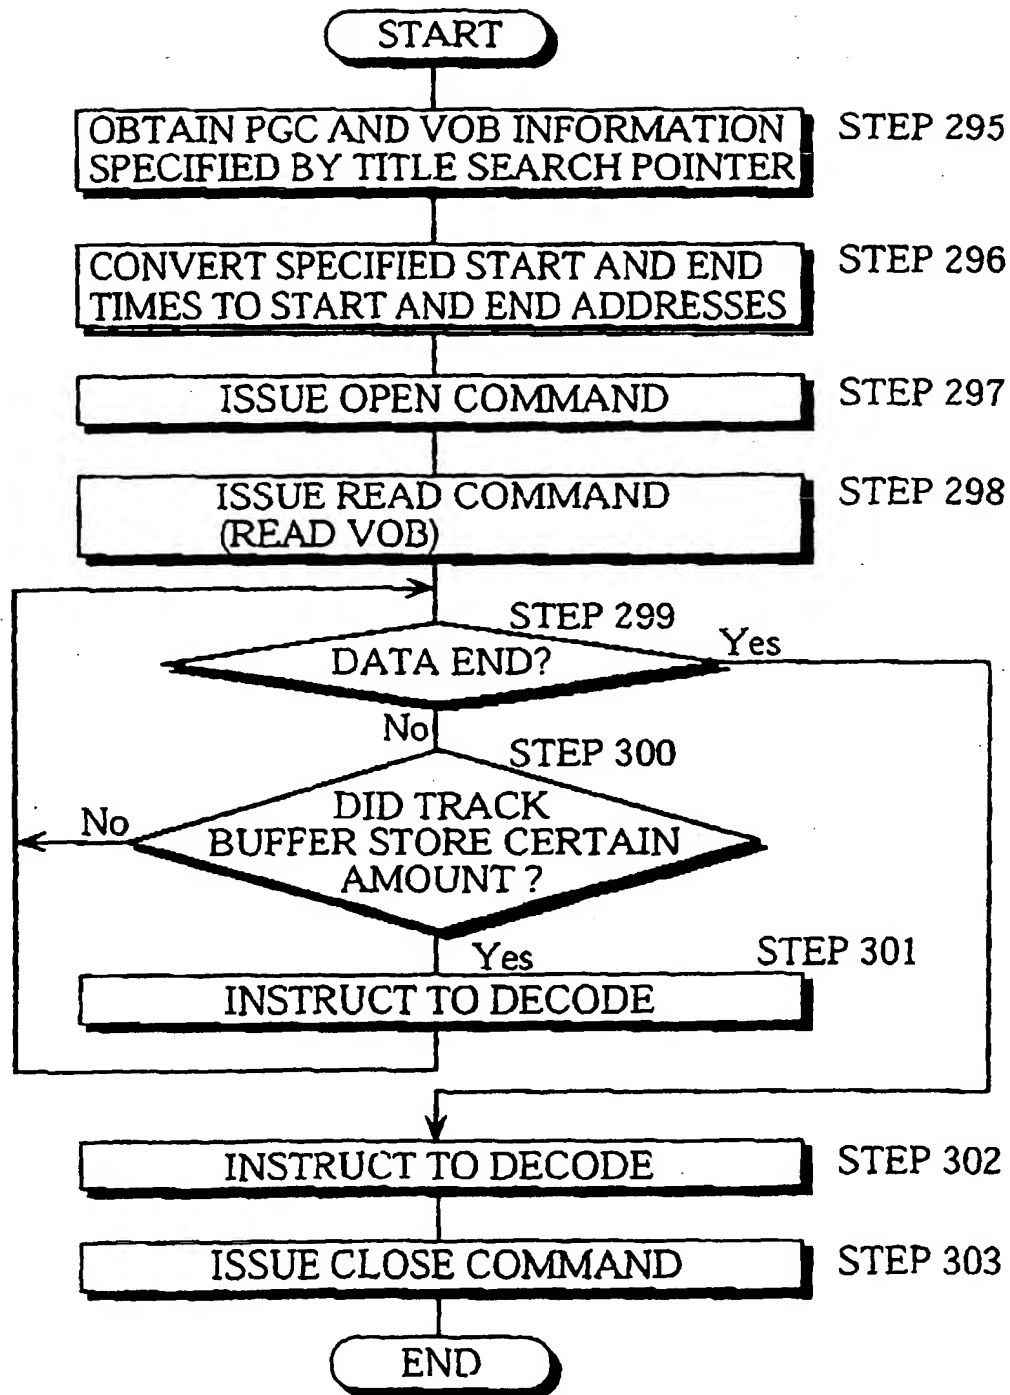 START
OBTAIN PGC AND VOB INFORMATION
SPECIFIED BY TITLE SEARCH POINTER
STEP 295
CONVERT SPECIFIED START AND END
TIMES TO START AND END ADDRESSES
STEP 296
ISSUE OPEN COMMAND
STEP 297
ISSUE READ COMMAND
(READ VOB)
STEP 298
STEP 299
DATA END?
Yes
No
STEP 300
DID TRACK
BUFFER STORE CERTAIN
AMOUNT ?
No
Yes
STEP 301
INSTRUCT TO DECODE
INSTRUCT TO DECODE
STEP 302
ISSUE CLOSE COMMAND
STEP 303
END